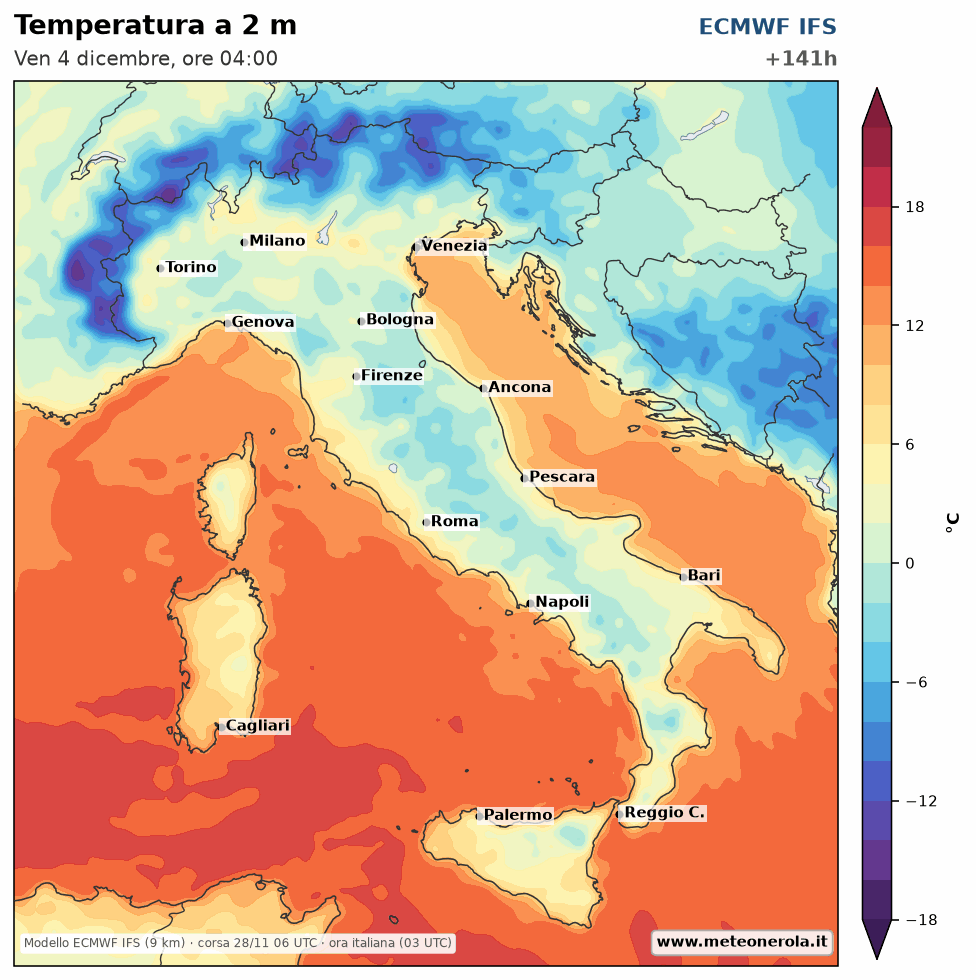 Temperatura a 2 m
ECMWF IFS
Ven 4 dicembre, ore 04:00
+141h
Milano
Venezia
Torino
Genova
Bologna
Firenze
Ancona
Pescara
Roma
Bari
Napoli
Cagliari
Palermo
Reggio C.
18
12
6
0
−6
−12
−18
°C
Modello ECMWF IFS (9 km) · corsa 28/11 06 UTC · ora italiana (03 UTC)
www.meteonerola.it